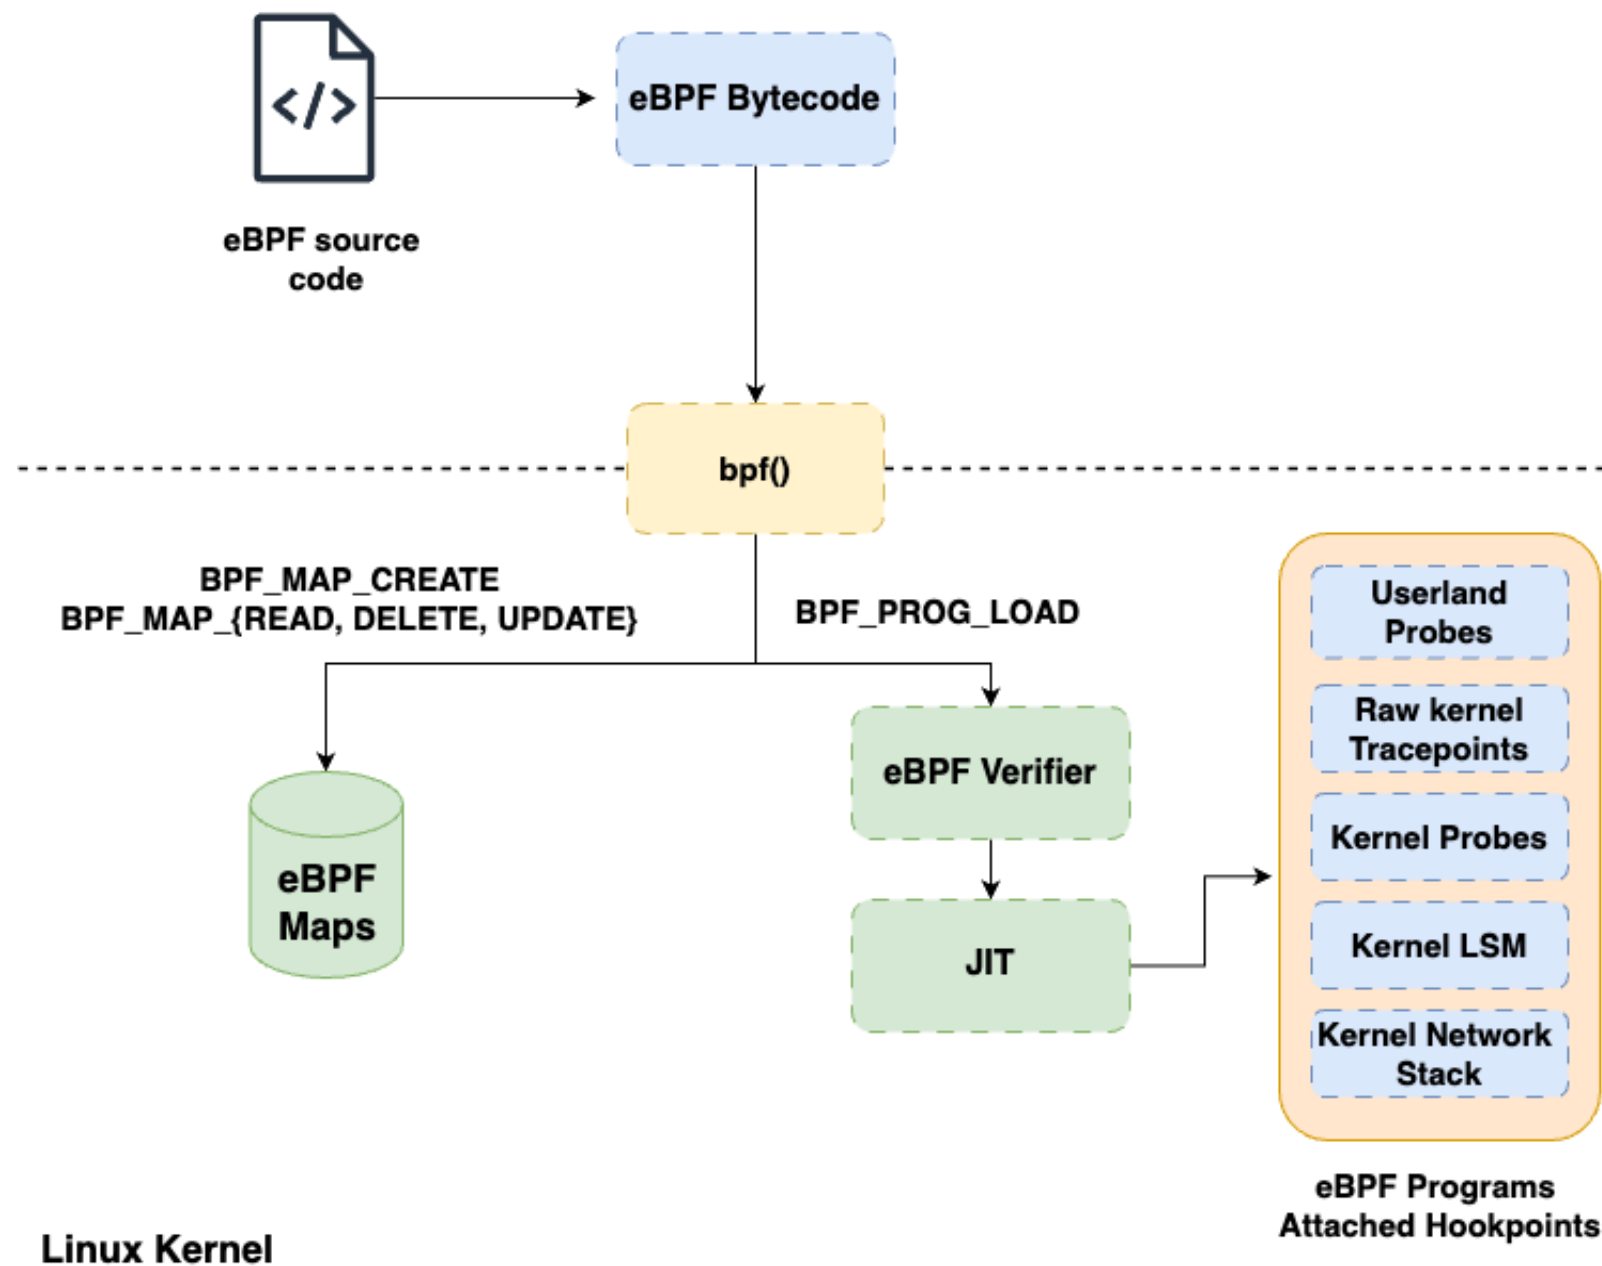 </>
eBPF Bytecode
eBPF source
code
bpf()
BPF_MAP_CREATE
BPF_MAP_{READ, DELETE, UPDATE}
BPF_PROG_LOAD
Userland
Probes
Raw kernel
Tracepoints
eBPF Verifier
Kernel Probes
eBPF
Maps
Kernel LSM
JIT
Kernel Network
Stack
eBPF Programs
Attached Hookpoints
Linux Kernel